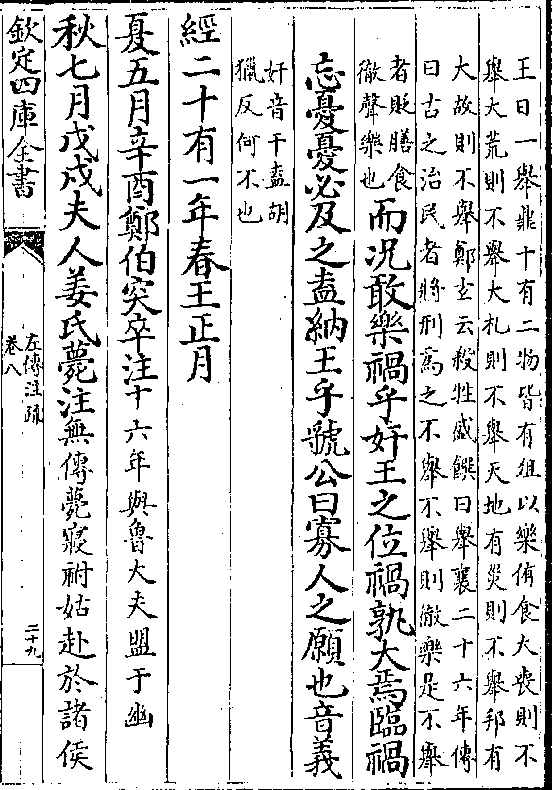 王日一舉鼎十有二物皆有俎以樂侑食大喪則不
舉大荒則不舉大札則不舉天地有災則不舉邦有
大故則不舉鄭玄云殺牲盛饌曰舉襄二十六年傳
曰古之治民者將刑為之不舉不舉則徹樂是不舉
者貶膳食
徹聲樂也
而况敢樂禍乎奸王之位禍孰大焉臨禍
忘憂憂必及之盍納王乎虢公曰寡人之願也音義
奸音干盍胡
獵反何不也
經二十有一年春王正月
夏五月辛酉鄭伯突卒注十六年與魯大夫盟于幽
秋七月戊戌夫人姜氏薨注無傳薨寢祔姑赴於諸侯
欽定四庫全書
左傳注疏
卷八
二十九